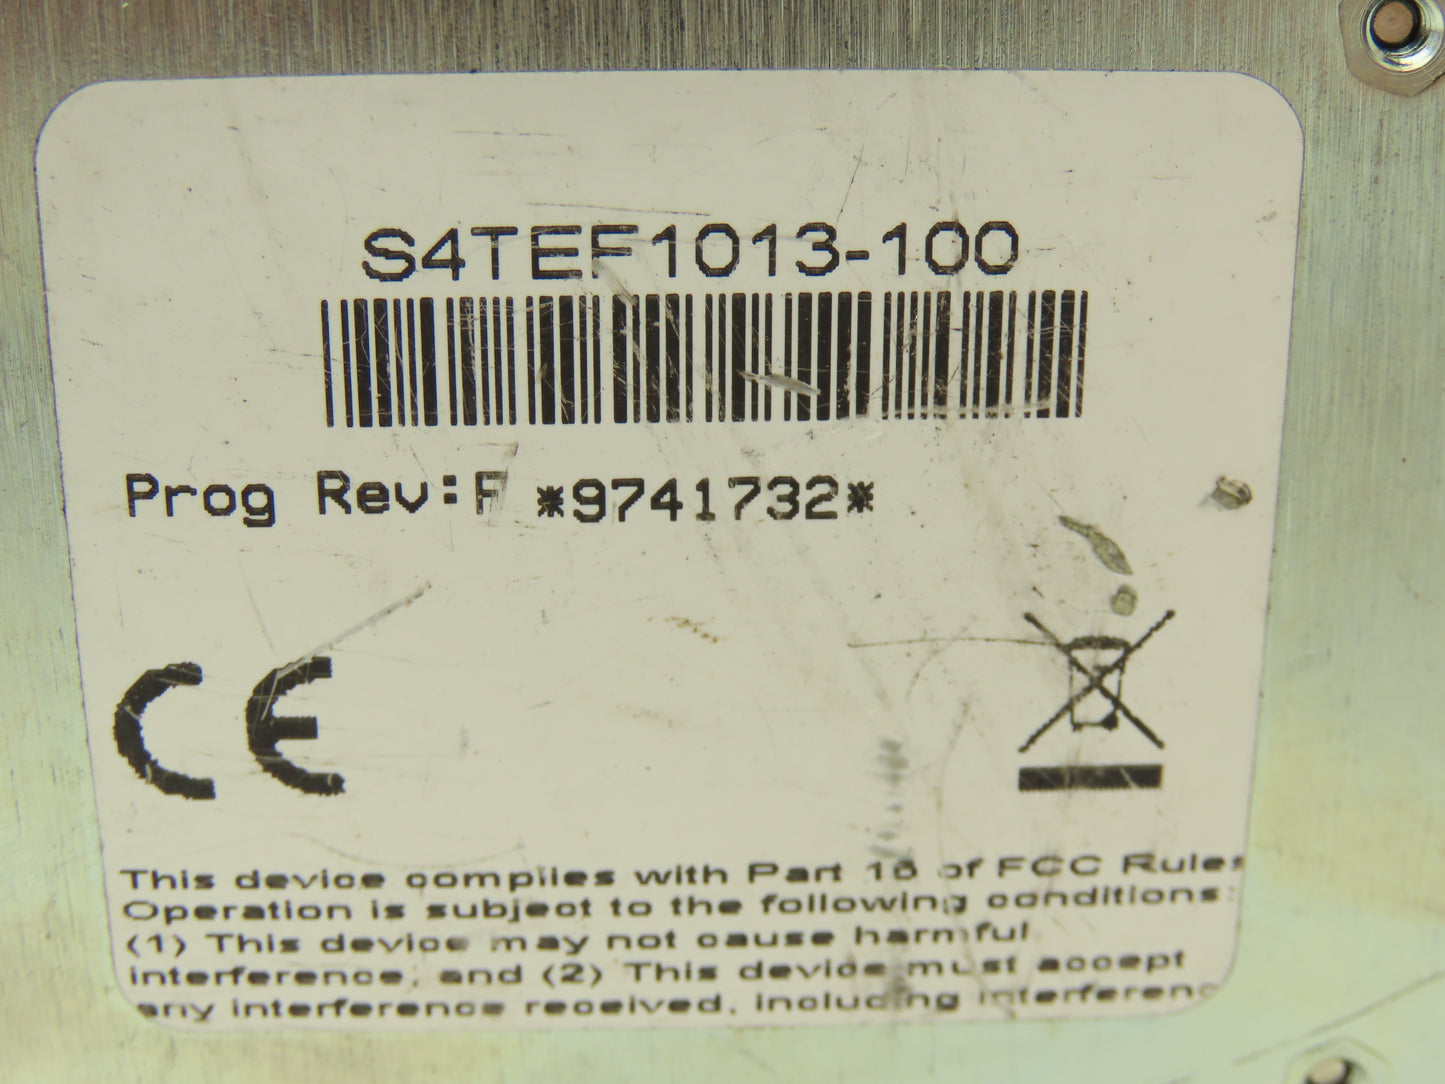 S4TEF1013-100
Prog Rev:F *9741732*
CE
This device complies with Part 15 of FCC Rules
Operation is subject to the following conditions:
(1) This device may not cause harmful
interference, and (2) This device must accept
any interference received, including interferenc